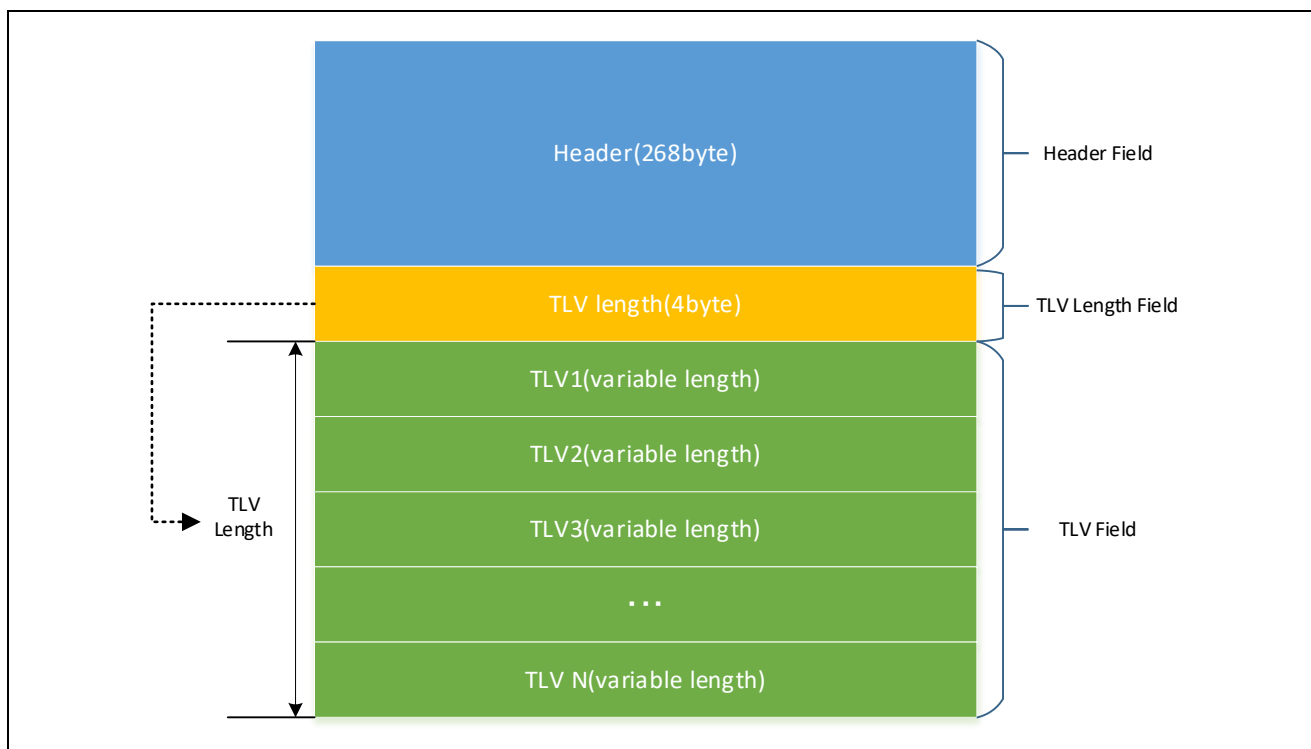 Header(268byte)
Header Field
TLV length(4byte)
TLV Length Field
TLV1(variable length)
TLV2(variable length)
TLV
Length
TLV3(variable length)
TLV Field
...
TLV N(variable length)